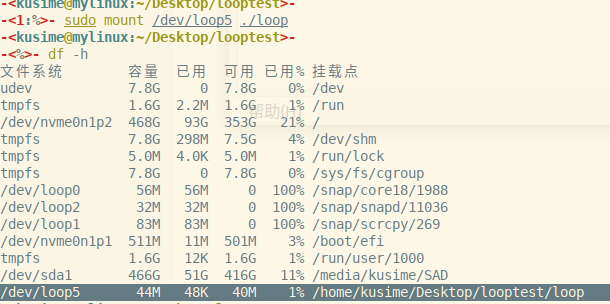 -<kusime@mylinux:~/Desktop/looptest>-
-<1:%>- sudo mount /dev/loop5 ./loop
-<kusime@mylinux:~/Desktop/looptest>-
-<%>- df -h
文件系统 容量 已用 可用 已用% 挂载点
udev 7.8G 0 7.8G 0% /dev
tmpfs 1.6G 2.2M 1.6G 1% /run
/dev/nvme0n1p2 468G 93G 353G 21% /
tmpfs 7.8G 298M 7.5G 4% /dev/shm
tmpfs 5.0M 4.0K 5.0M 1% /run/lock
tmpfs 7.8G 0 7.8G 0% /sys/fs/cgroup
/dev/loop0 56M 56M 0 100% /snap/core18/1988
/dev/loop2 32M 32M 0 100% /snap/snapd/11036
/dev/loop1 83M 83M 0 100% /snap/scrcpy/269
/dev/nvme0n1p1 511M 11M 501M 3% /boot/efi
tmpfs 1.6G 12K 1.6G 1% /run/user/1000
/dev/sda1 466G 51G 416G 11% /media/kusime/SAD
/dev/loop5 44M 48K 40M 1% /home/kusime/Desktop/looptest/loop
帮助(H)